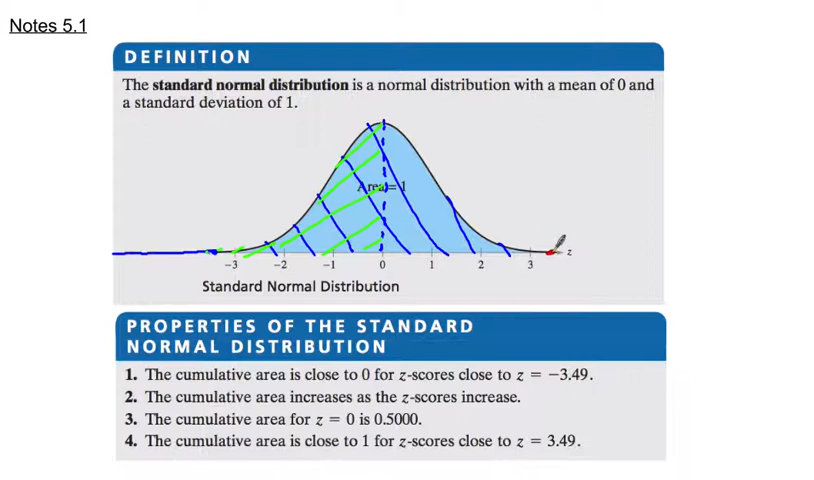 Notes 5.1
DEFINITION
The standard normal distribution is a normal distribution with a mean of 0 and
a standard deviation of 1.
Area = 1
−3 −2 −1 0 1 2 3 z
Standard Normal Distribution
PROPERTIES OF THE STANDARD
NORMAL DISTRIBUTION
1. The cumulative area is close to 0 for z-scores close to z = −3.49.
2. The cumulative area increases as the z-scores increase.
3. The cumulative area for z = 0 is 0.5000.
4. The cumulative area is close to 1 for z-scores close to z = 3.49.